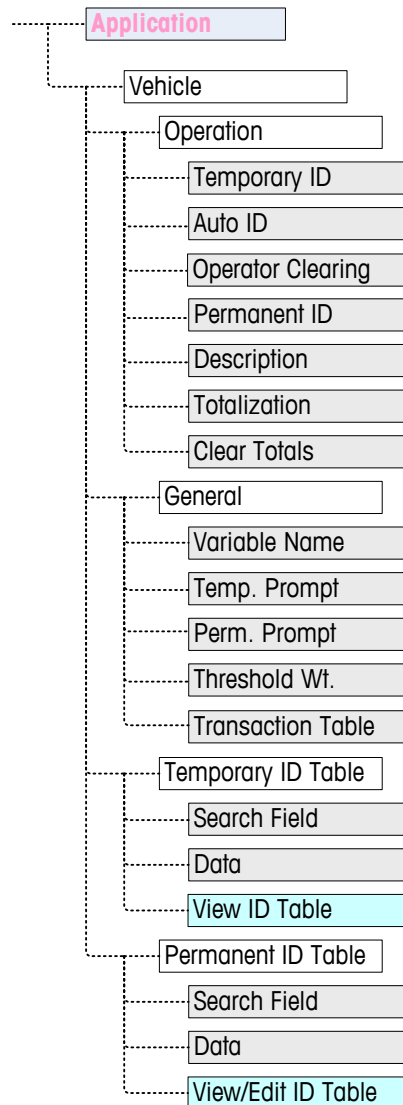 Application
Vehicle
Operation
Temporary ID
Auto ID
Operator Clearing
Permanent ID
Description
Totalization
Clear Totals
General
Variable Name
Temp. Prompt
Perm. Prompt
Threshold Wt.
Transaction Table
Temporary ID Table
Search Field
Data
View ID Table
Permanent ID Table
Search Field
Data
View/Edit ID Table